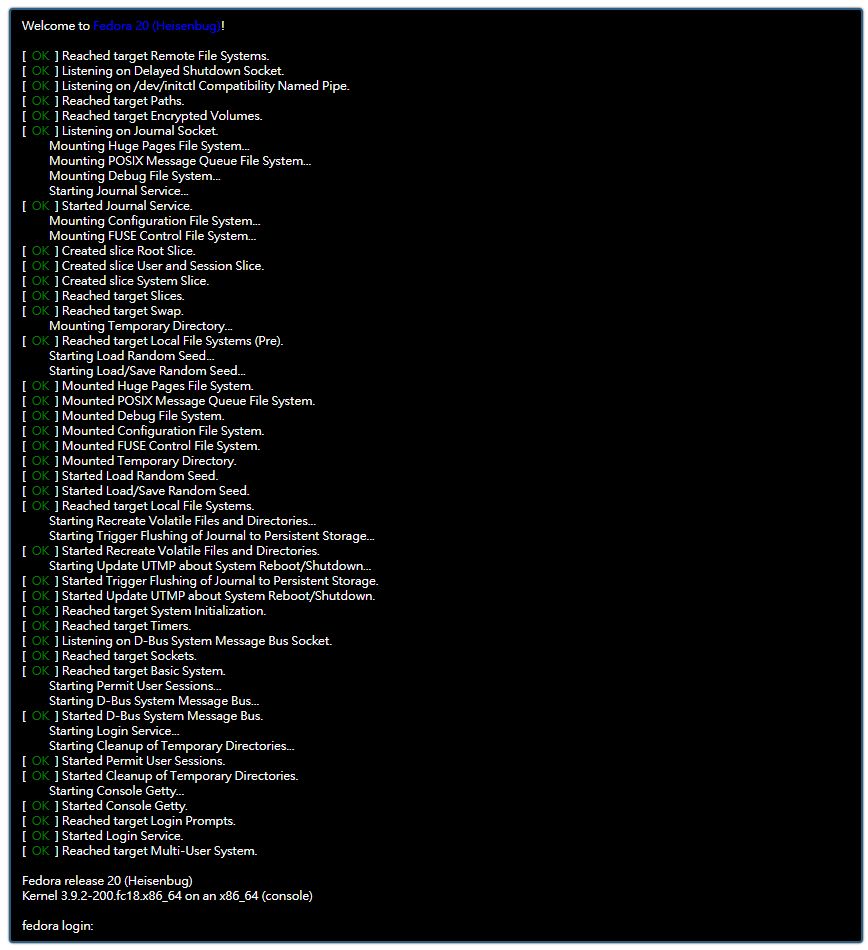 Welcome to Fedora 20 (Heisenbug)!
[ OK ] Reached target Remote File Systems.
[ OK ] Listening on Delayed Shutdown Socket.
[ OK ] Listening on /dev/initctl Compatibility Named Pipe.
[ OK ] Reached target Paths.
[ OK ] Reached target Encrypted Volumes.
[ OK ] Listening on Journal Socket.
Mounting Huge Pages File System...
Mounting POSIX Message Queue File System...
Mounting Debug File System...
Starting Journal Service...
[ OK ] Started Journal Service.
Mounting Configuration File System...
Mounting FUSE Control File System...
[ OK ] Created slice Root Slice.
[ OK ] Created slice User and Session Slice.
[ OK ] Created slice System Slice.
[ OK ] Reached target Slices.
[ OK ] Reached target Swap.
Mounting Temporary Directory...
[ OK ] Reached target Local File Systems (Pre).
Starting Load Random Seed...
Starting Load/Save Random Seed...
[ OK ] Mounted Huge Pages File System.
[ OK ] Mounted POSIX Message Queue File System.
[ OK ] Mounted Debug File System.
[ OK ] Mounted Configuration File System.
[ OK ] Mounted FUSE Control File System.
[ OK ] Mounted Temporary Directory.
[ OK ] Started Load Random Seed.
[ OK ] Started Load/Save Random Seed.
[ OK ] Reached target Local File Systems.
Starting Recreate Volatile Files and Directories...
Starting Trigger Flushing of Journal to Persistent Storage...
[ OK ] Started Recreate Volatile Files and Directories.
Starting Update UTMP about System Reboot/Shutdown...
[ OK ] Started Trigger Flushing of Journal to Persistent Storage.
[ OK ] Started Update UTMP about System Reboot/Shutdown.
[ OK ] Reached target System Initialization.
[ OK ] Reached target Timers.
[ OK ] Listening on D-Bus System Message Bus Socket.
[ OK ] Reached target Sockets.
[ OK ] Reached target Basic System.
Starting Permit User Sessions...
Starting D-Bus System Message Bus...
[ OK ] Started D-Bus System Message Bus.
Starting Login Service...
Starting Cleanup of Temporary Directories...
[ OK ] Started Permit User Sessions.
[ OK ] Started Cleanup of Temporary Directories.
Starting Console Getty...
[ OK ] Started Console Getty.
[ OK ] Reached target Login Prompts.
[ OK ] Started Login Service.
[ OK ] Reached target Multi-User System.
Fedora release 20 (Heisenbug)
Kernel 3.9.2-200.fc18.x86_64 on an x86_64 (console)
fedora login: